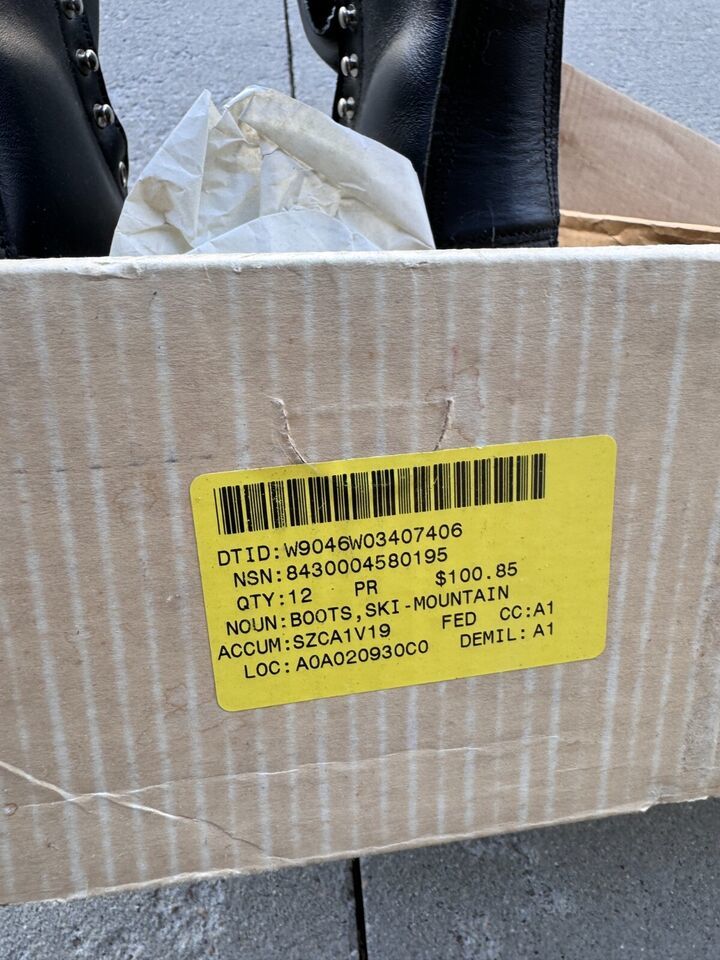 DTID:W9046W03407406
NSN:8430004580195
QTY:12 PR $100.85
NOUN:BOOTS,SKI-MOUNTAIN
ACCUM:SZCA1V19 FED CC:A1
LOC:A0A020930C0 DEMIL:A1